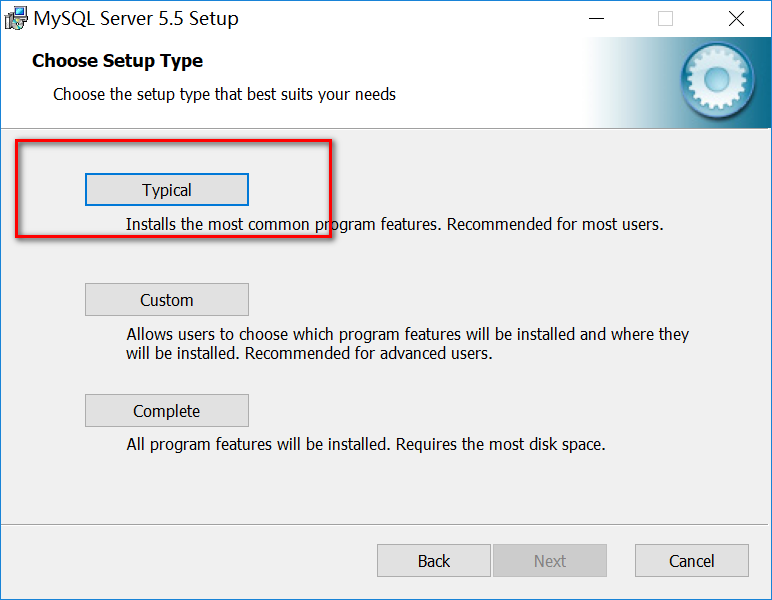 MySQL Server 5.5 Setup
Choose Setup Type
Choose the setup type that best suits your needs
Typical
Installs the most common program features. Recommended for most users.
Custom
Allows users to choose which program features will be installed and where they
will be installed. Recommended for advanced users.
Complete
All program features will be installed. Requires the most disk space.
Back
Next
Cancel